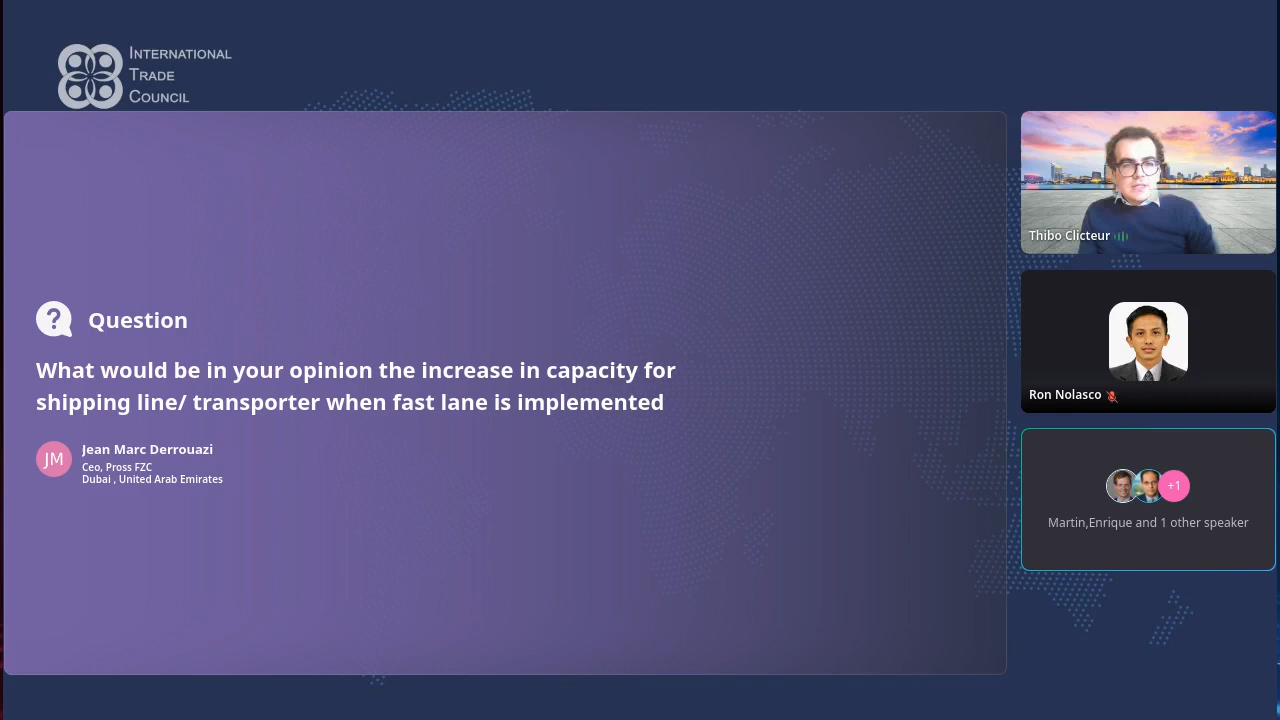 INTERNATIONAL
TRADE
COUNCIL
Question
What would be in your opinion the increase in capacity for
shipping line/ transporter when fast lane is implemented
JM
Jean Marc Derrouazi
Ceo, Pross FZC
Dubai , United Arab Emirates
Thibo Clicteur
Ron Nolasco
+1
Martin,Enrique and 1 other speaker